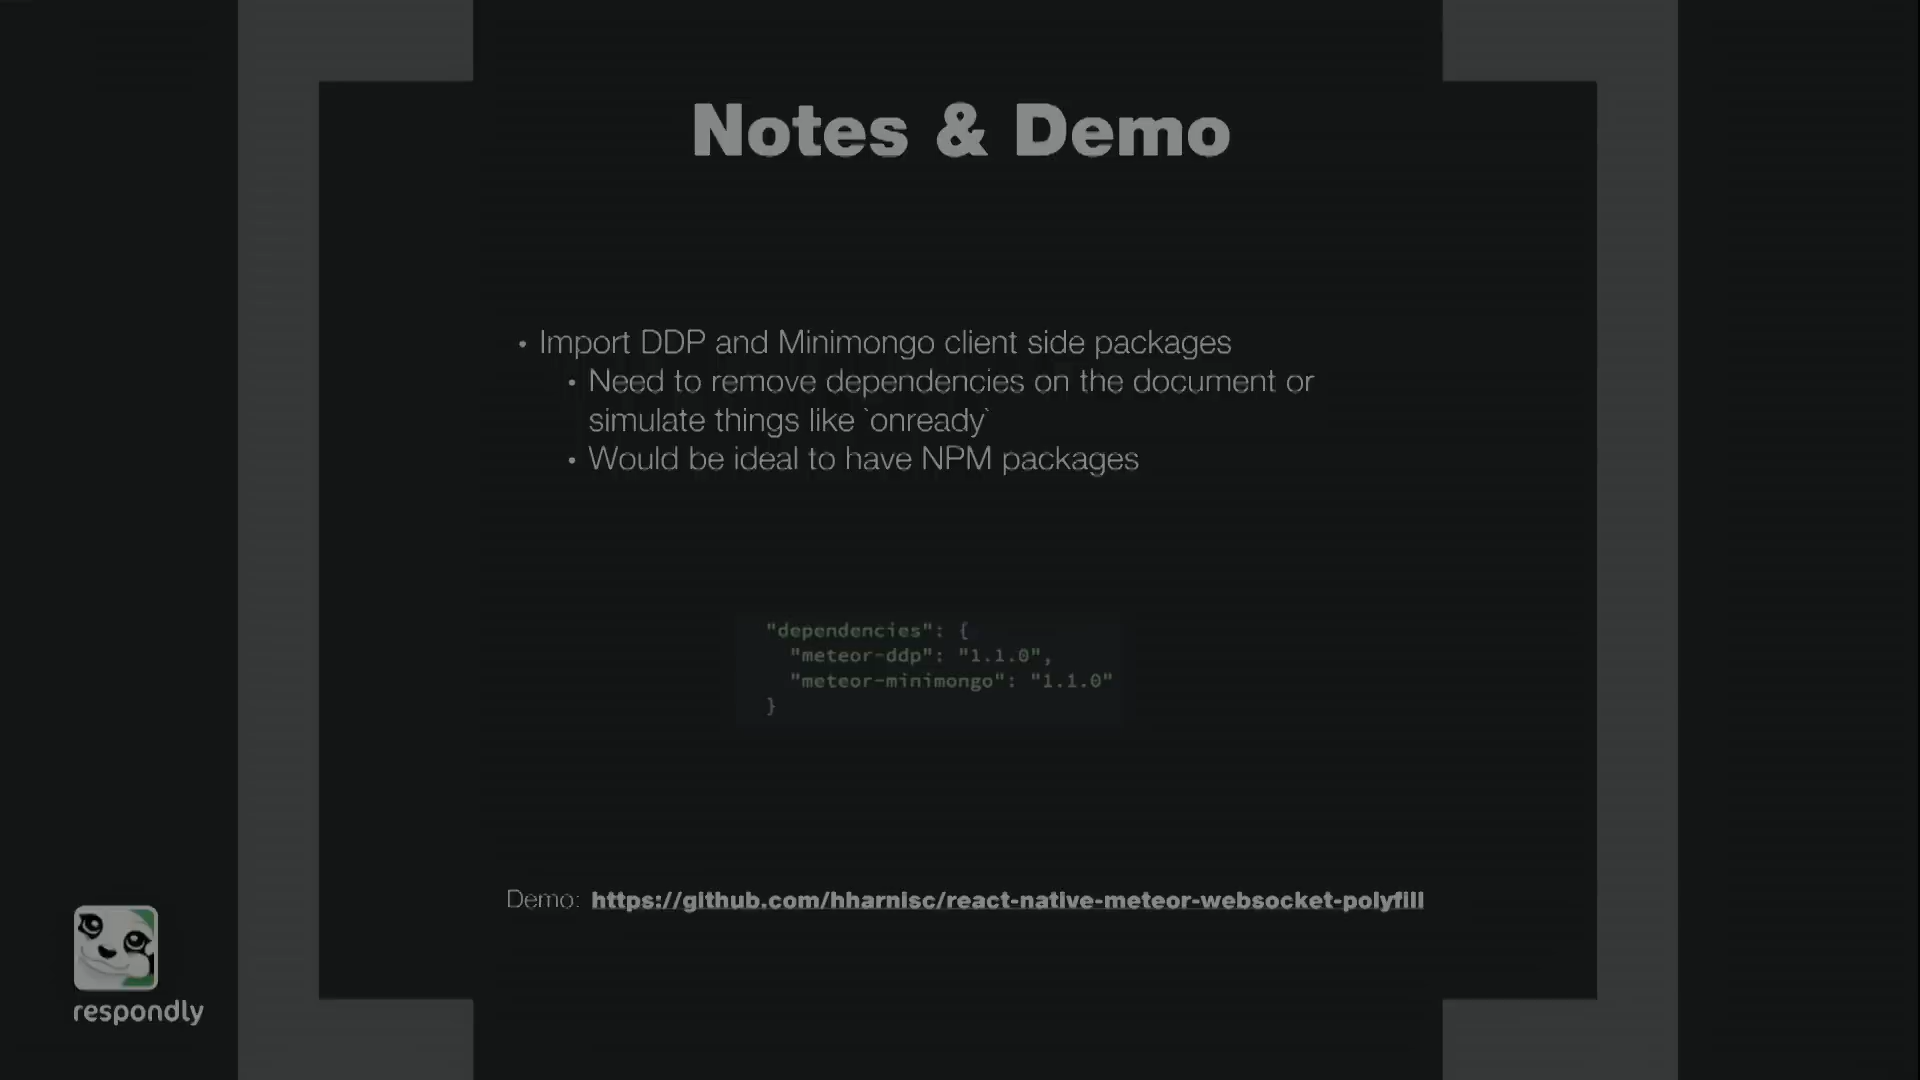 Notes & Demo
• Import DDP and Minimongo client side packages
• Need to remove dependencies on the document or
simulate things like `onready`
• Would be ideal to have NPM packages
"dependencies": {
"meteor-ddp": "1.1.0",
"meteor-minimongo": "1.1.0"
}
Demo: https://github.com/hharnisc/react-native-meteor-websocket-polyfill
respondly